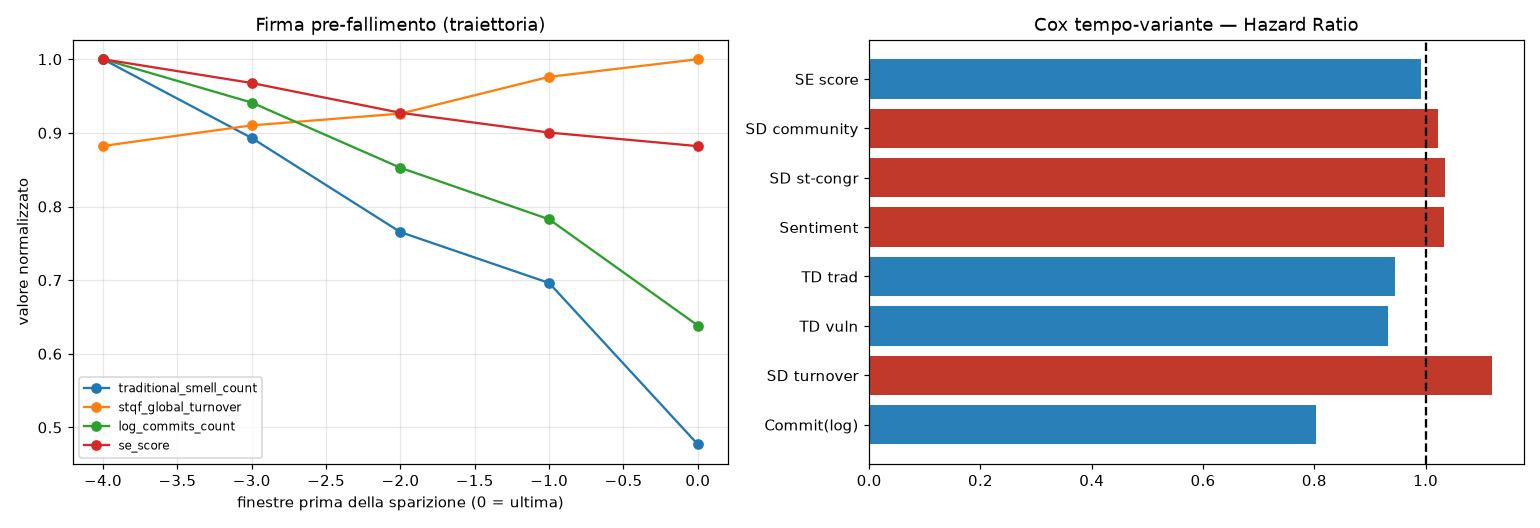 Firma pre-fallimento (traiettoria)
valore normalizzato
1.0
0.9
0.8
0.7
0.6
0.5
traditional_smell_count
stqf_global_turnover
log_commits_count
se_score
−4.0 −3.5 −3.0 −2.5 −2.0 −1.5 −1.0 −0.5 0.0
finestre prima della sparizione (0 = ultima)
Cox tempo-variante — Hazard Ratio
SE score
SD community
SD st-congr
Sentiment
TD trad
TD vuln
SD turnover
Commit(log)
0.0 0.2 0.4 0.6 0.8 1.0